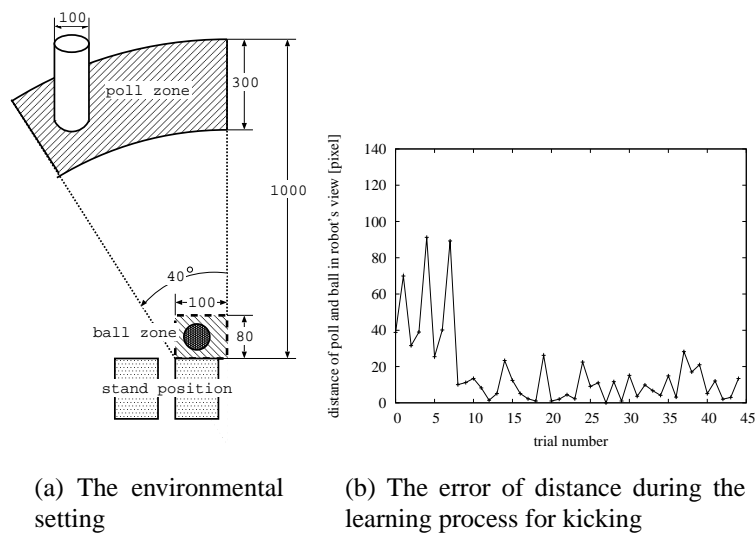 100
poll zone
300
1000
40°
100
ball zone
80
stand position
distance of poll and ball in robot's view [pixel]
140
120
100
80
60
40
20
0
0 5 10 15 20 25 30 35 40 45
trial number
(a) The environmental
setting
(b) The error of distance during the
learning process for kicking